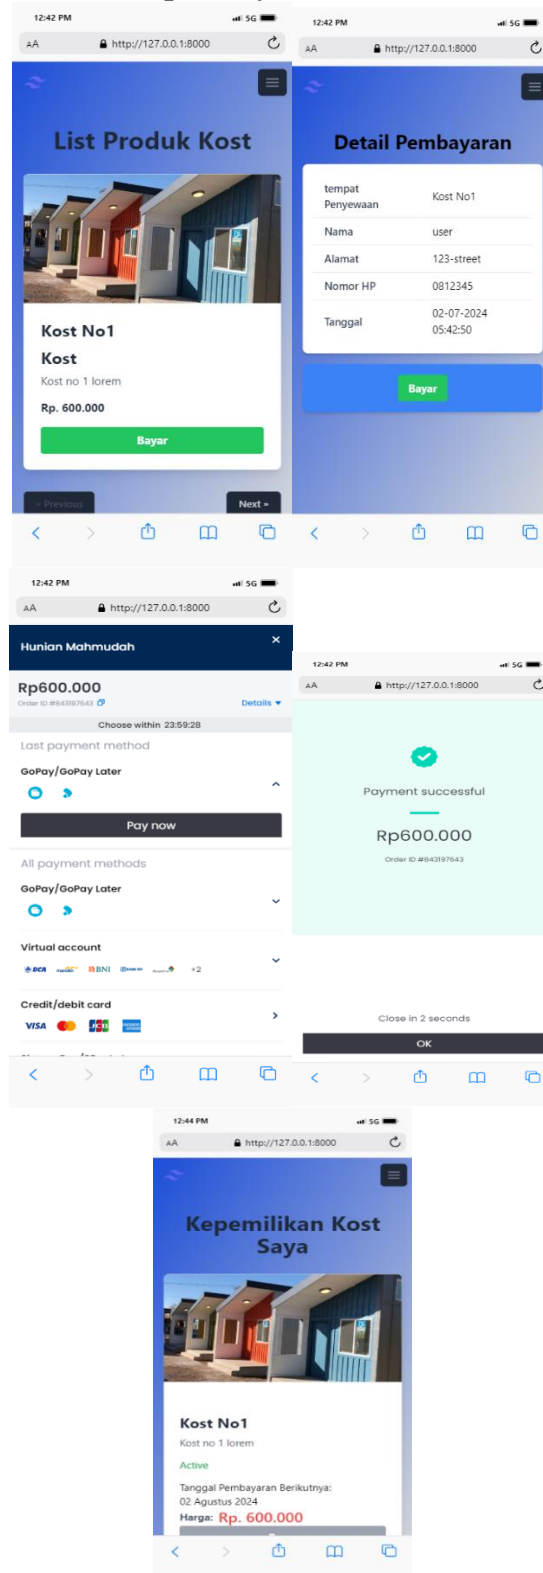 12:42 PM
5G
AA
http://127.0.0.1:8000
List Produk Kost
Kost No1
Kost
Kost no 1 lorem
Rp. 600.000
Bayar
« Previous
Next »
12:42 PM
5G
AA
http://127.0.0.1:8000
Detail Pembayaran
tempat
Penyewaan
Kost No1
Nama
user
Alamat
123-street
Nomor HP
0812345
Tanggal
02-07-2024
05:42:50
Bayar
12:42 PM
5G
AA
http://127.0.0.1:8000
Hunian Mahmudah
×
Rp600.000
Order ID #843197643
Details
Choose within 23:59:28
Last payment method
GoPay/GoPay Later
Pay now
All payment methods
GoPay/GoPay Later
Virtual account
BCA
BNI
+2
Credit/debit card
VISA
JCB
12:42 PM
5G
AA
http://127.0.0.1:8000
Payment successful
Rp600.000
Order ID #843197643
Close in 2 seconds
OK
12:44 PM
5G
AA
http://127.0.0.1:8000
Kepemilikan Kost
Saya
Kost No1
Kost no 1 lorem
Active
Tanggal Pembayaran Berikutnya:
02 Agustus 2024
Harga: Rp. 600.000